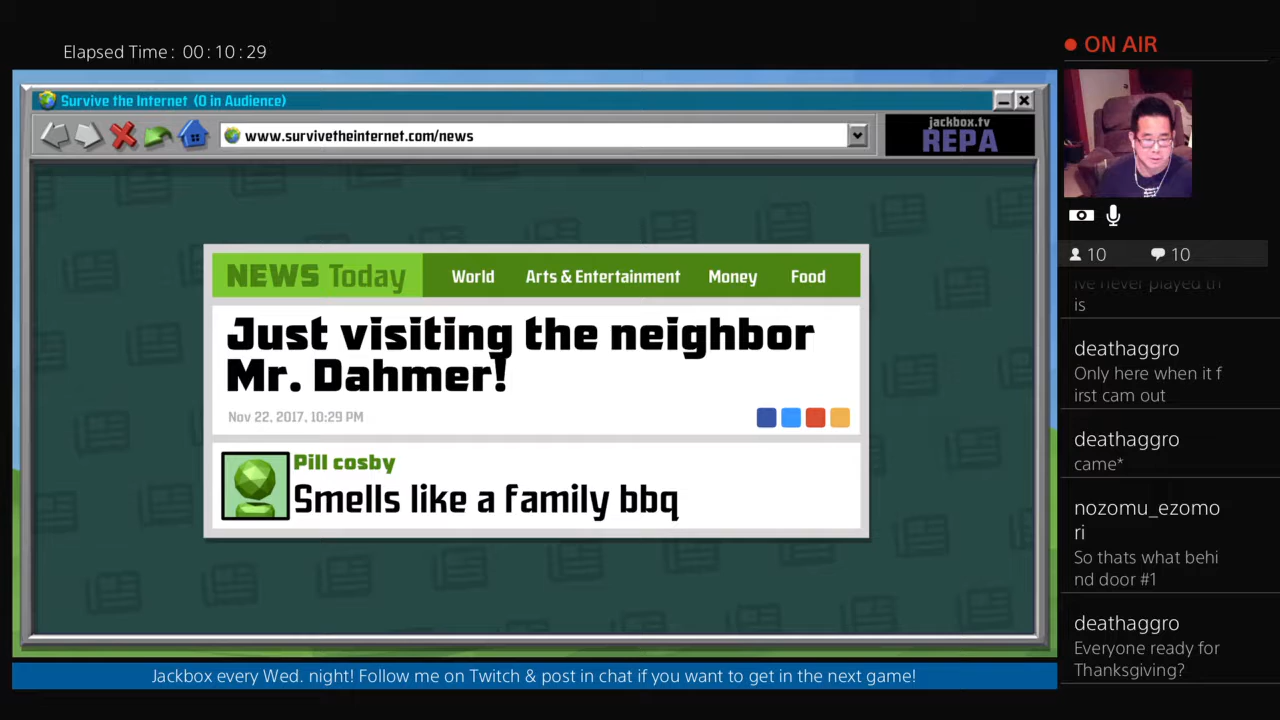 Elapsed Time: 00:10:29
ON AIR
Survive the Internet (0 in Audience)
www.survivetheinternet.com/news
jackbox.tv
REPA
NEWS Today
World
Arts & Entertainment
Money
Food
Just visiting the neighbor
Mr. Dahmer!
Nov 22, 2017, 10:29 PM
Pill cosby
Smells like a family bbq
10
10
ive never played th
is
deathaggro
Only here when it f
irst cam out
deathaggro
came*
nozomu_ezomo
ri
So thats what behi
nd door #1
deathaggro
Everyone ready for
Thanksgiving?
Jackbox every Wed. night! Follow me on Twitch & post in chat if you want to get in the next game!